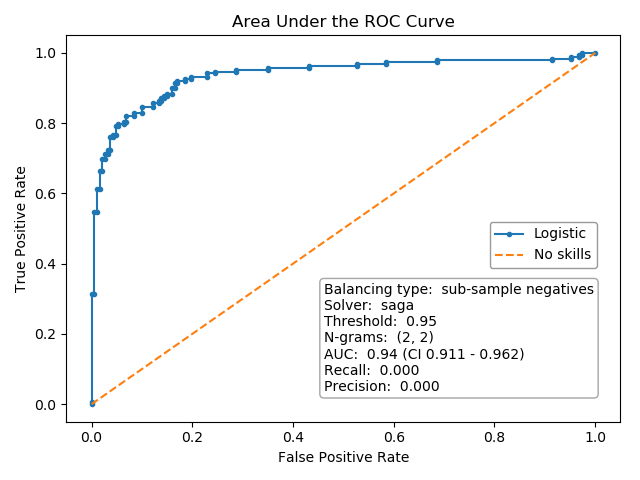 Area Under the ROC Curve
True Positive Rate
1.0
0.8
0.6
0.4
0.2
0.0
Logistic
No skills
Balancing type:  sub-sample negatives
Solver:  saga
Threshold:  0.95
N-grams:  (2, 2)
AUC:  0.94 (CI 0.911 - 0.962)
Recall:  0.000
Precision:  0.000
0.0 0.2 0.4 0.6 0.8 1.0
False Positive Rate